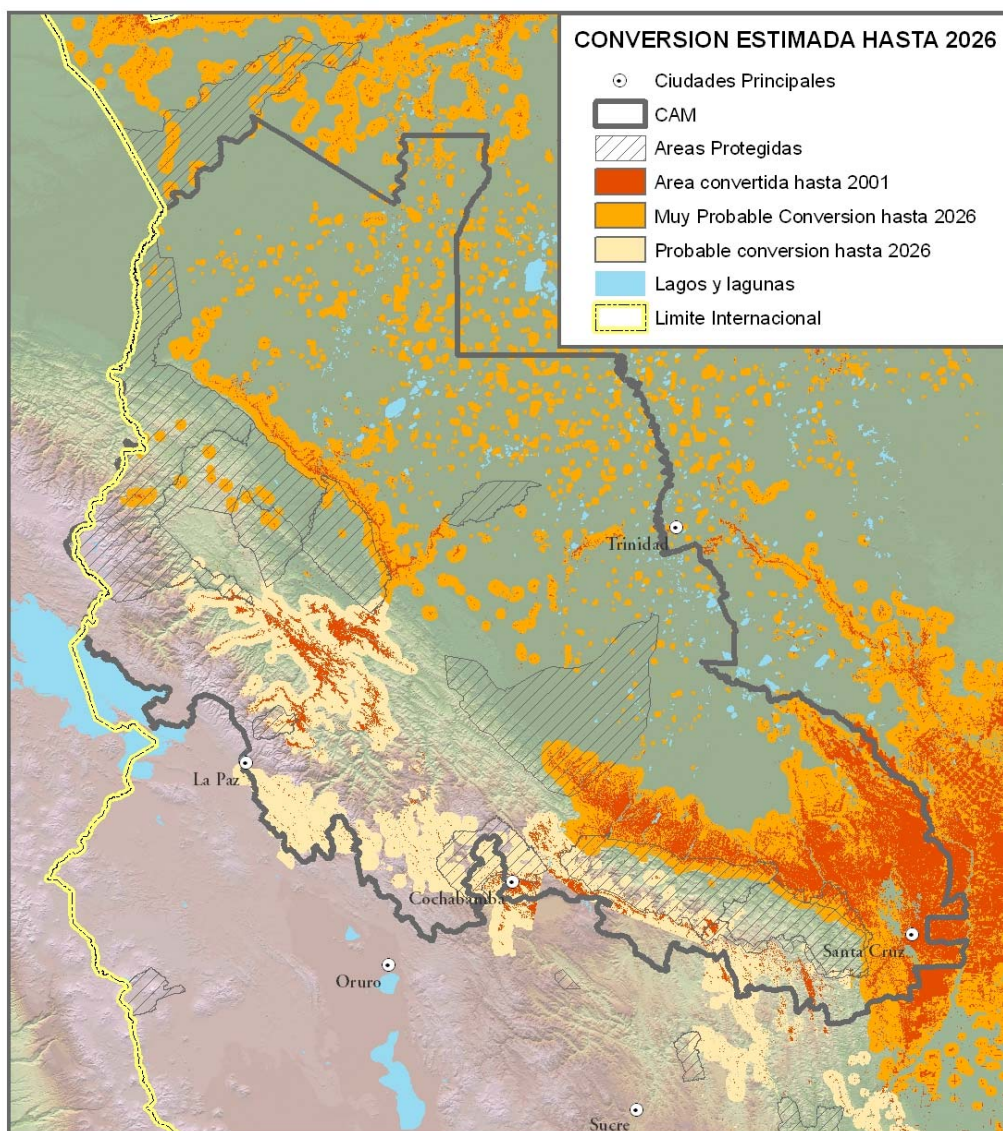 CONVERSION ESTIMADA HASTA 2026
Ciudades Principales
CAM
Areas Protegidas
Area convertida hasta 2001
Muy Probable Conversion hasta 2026
Probable conversion hasta 2026
Lagos y lagunas
Limite Internacional
Trinidad
La Paz
Cochabamba
Santa Cruz
Oruro
Sucre